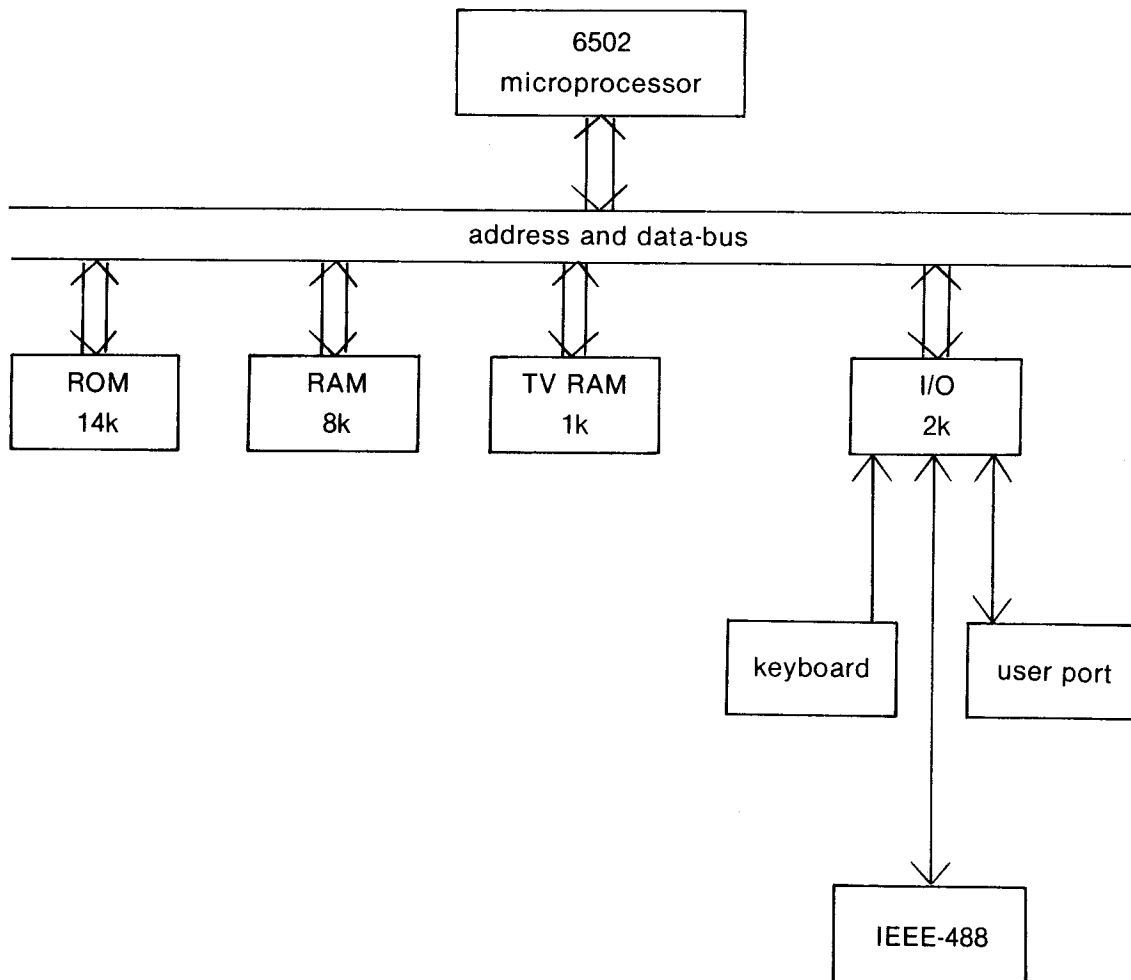 6502
microprocessor
address and data-bus
ROM
14k
RAM
8k
TV RAM
1k
I/O
2k
keyboard
user port
IEEE-488